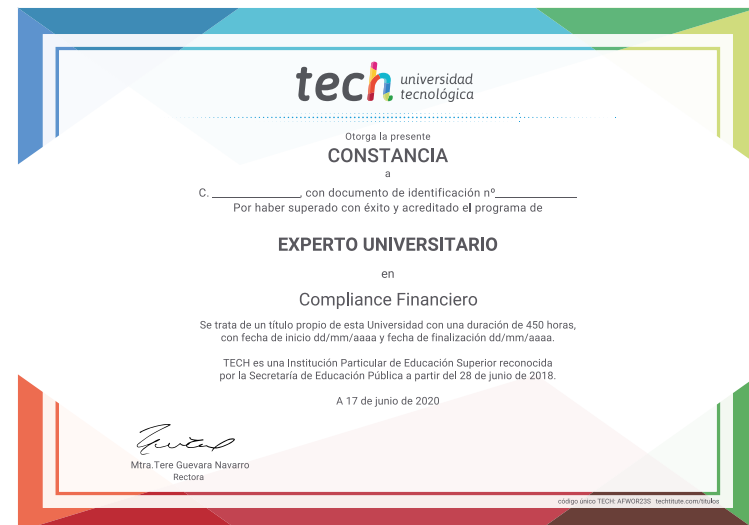 tech universidad
tecnológica
Otorga la presente
CONSTANCIA
a
C. ______________, con documento de identificación nº______________
Por haber superado con éxito y acreditado el programa de
EXPERTO UNIVERSITARIO
en
Compliance Financiero
Se trata de un título propio de esta Universidad con una duración de 450 horas,
con fecha de inicio dd/mm/aaaa y fecha de finalización dd/mm/aaaa.
TECH es una Institución Particular de Educación Superior reconocida
por la Secretaría de Educación Pública a partir del 28 de junio de 2018.
A 17 de junio de 2020
Mtra.Tere Guevara Navarro
Rectora
código único TECH: AFWOR23S techtitute.com/titulos